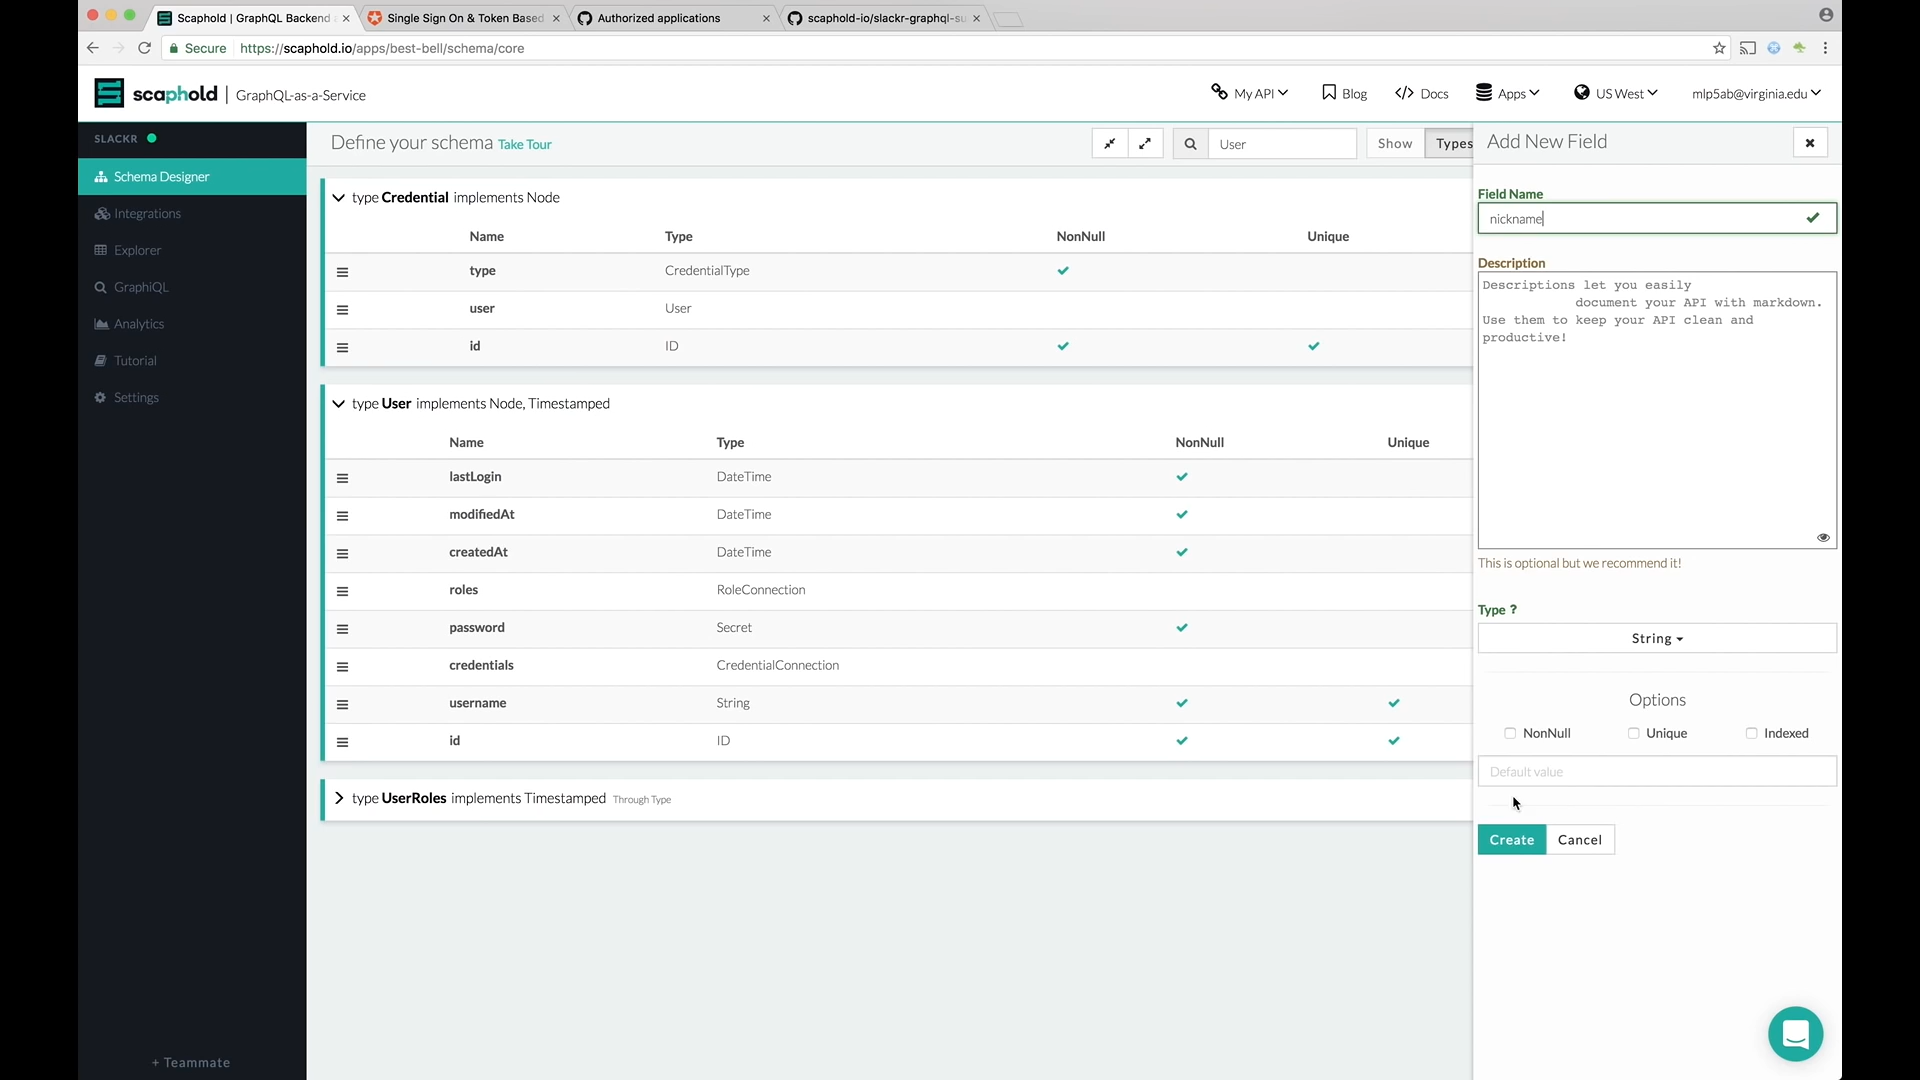 Scaphold | GraphQL Backend
Single Sign On & Token Based
Authorized applications
scaphold-io/slackr-graphql-su
Secure
https://scaphold.io/apps/best-bell/schema/core
scaphold | GraphQL-as-a-Service
My API
Blog
</> Docs
Apps
US West
mlp5ab@virginia.edu
SLACKR
Schema Designer
Integrations
Explorer
GraphiQL
Analytics
Tutorial
Settings
+ Teammate
Define your schema Take Tour
User
Show
Types
type Credential implements Node
Name Type NonNull Unique
type CredentialType
user User
id ID
type User implements Node, Timestamped
Name Type NonNull Unique
lastLogin DateTime
modifiedAt DateTime
createdAt DateTime
roles RoleConnection
password Secret
credentials CredentialConnection
username String
id ID
type UserRoles implements Timestamped Through Type
Add New Field
Field Name
nickname
Description
Descriptions let you easily
document your API with markdown.
Use them to keep your API clean and
productive!
This is optional but we recommend it!
Type ?
String
Options
NonNull Unique Indexed
Default value
Create Cancel